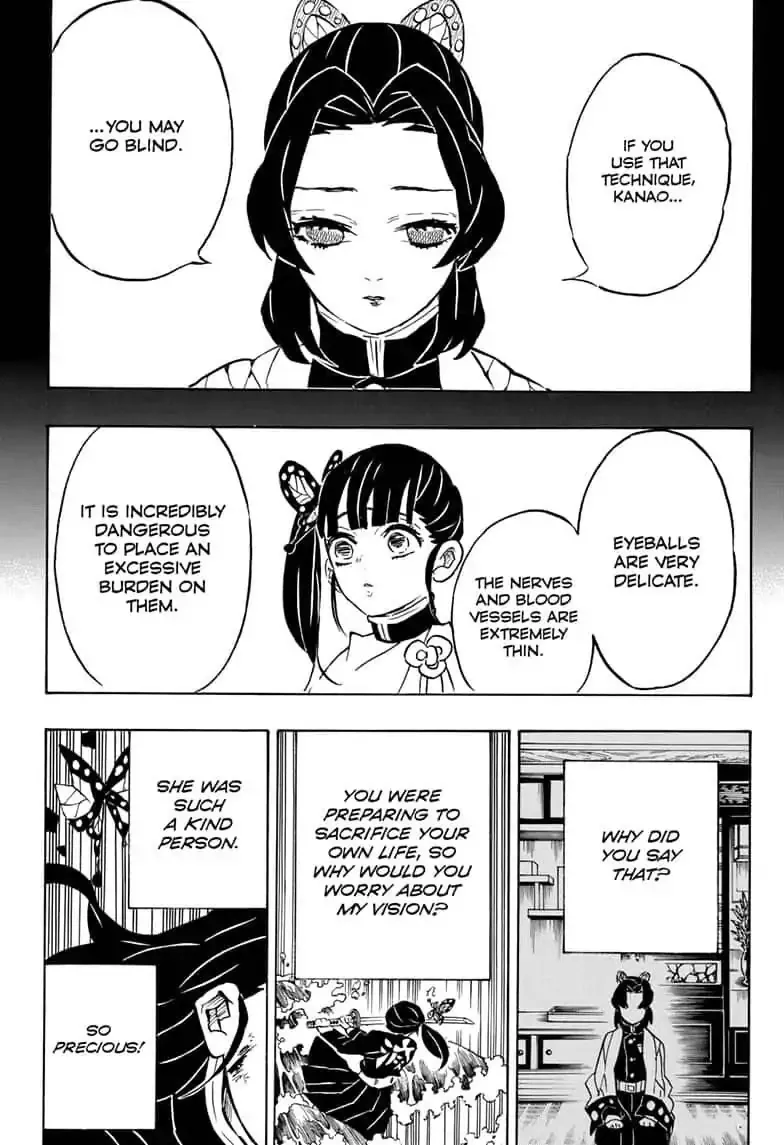 IF YOU
USE THAT
TECHNIQUE,
KANAO...
...YOU MAY
GO BLIND.
EYEBALLS
ARE VERY
DELICATE.
THE NERVES
AND BLOOD
VESSELS ARE
EXTREMELY
THIN.
IT IS INCREDIBLY
DANGEROUS
TO PLACE AN
EXCESSIVE
BURDEN ON
THEM.
WHY DID
YOU SAY
THAT?
YOU WERE
PREPARING TO
SACRIFICE YOUR
OWN LIFE, SO
WHY WOULD YOU
WORRY ABOUT
MY VISION?
SHE WAS
SUCH
A KIND
PERSON.
SO
PRECIOUS!